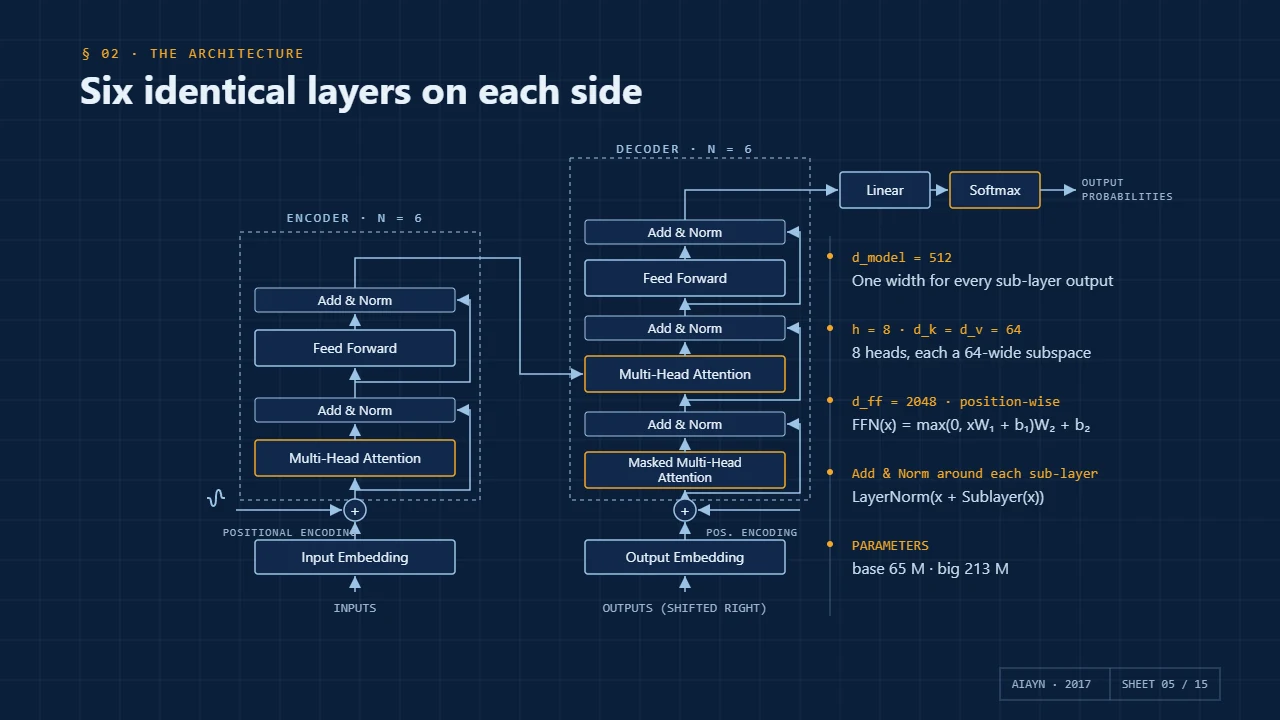 § 02 · THE ARCHITECTURE
Six identical layers on each side
ENCODER · N = 6
Add & Norm
Feed Forward
Add & Norm
Multi-Head Attention
+
POSITIONAL ENCODING
Input Embedding
INPUTS
DECODER · N = 6
Add & Norm
Feed Forward
Add & Norm
Multi-Head Attention
Add & Norm
Masked Multi-Head
Attention
+
POS. ENCODING
Output Embedding
OUTPUTS (SHIFTED RIGHT)
Linear
Softmax
OUTPUT
PROBABILITIES
d_model = 512
One width for every sub-layer output
h = 8 · d_k = d_v = 64
8 heads, each a 64-wide subspace
d_ff = 2048 · position-wise
FFN(x) = max(0, xW₁ + b₁)W₂ + b₂
Add & Norm around each sub-layer
LayerNorm(x + Sublayer(x))
PARAMETERS
base 65 M · big 213 M
AIAYN · 2017
SHEET 05 / 15